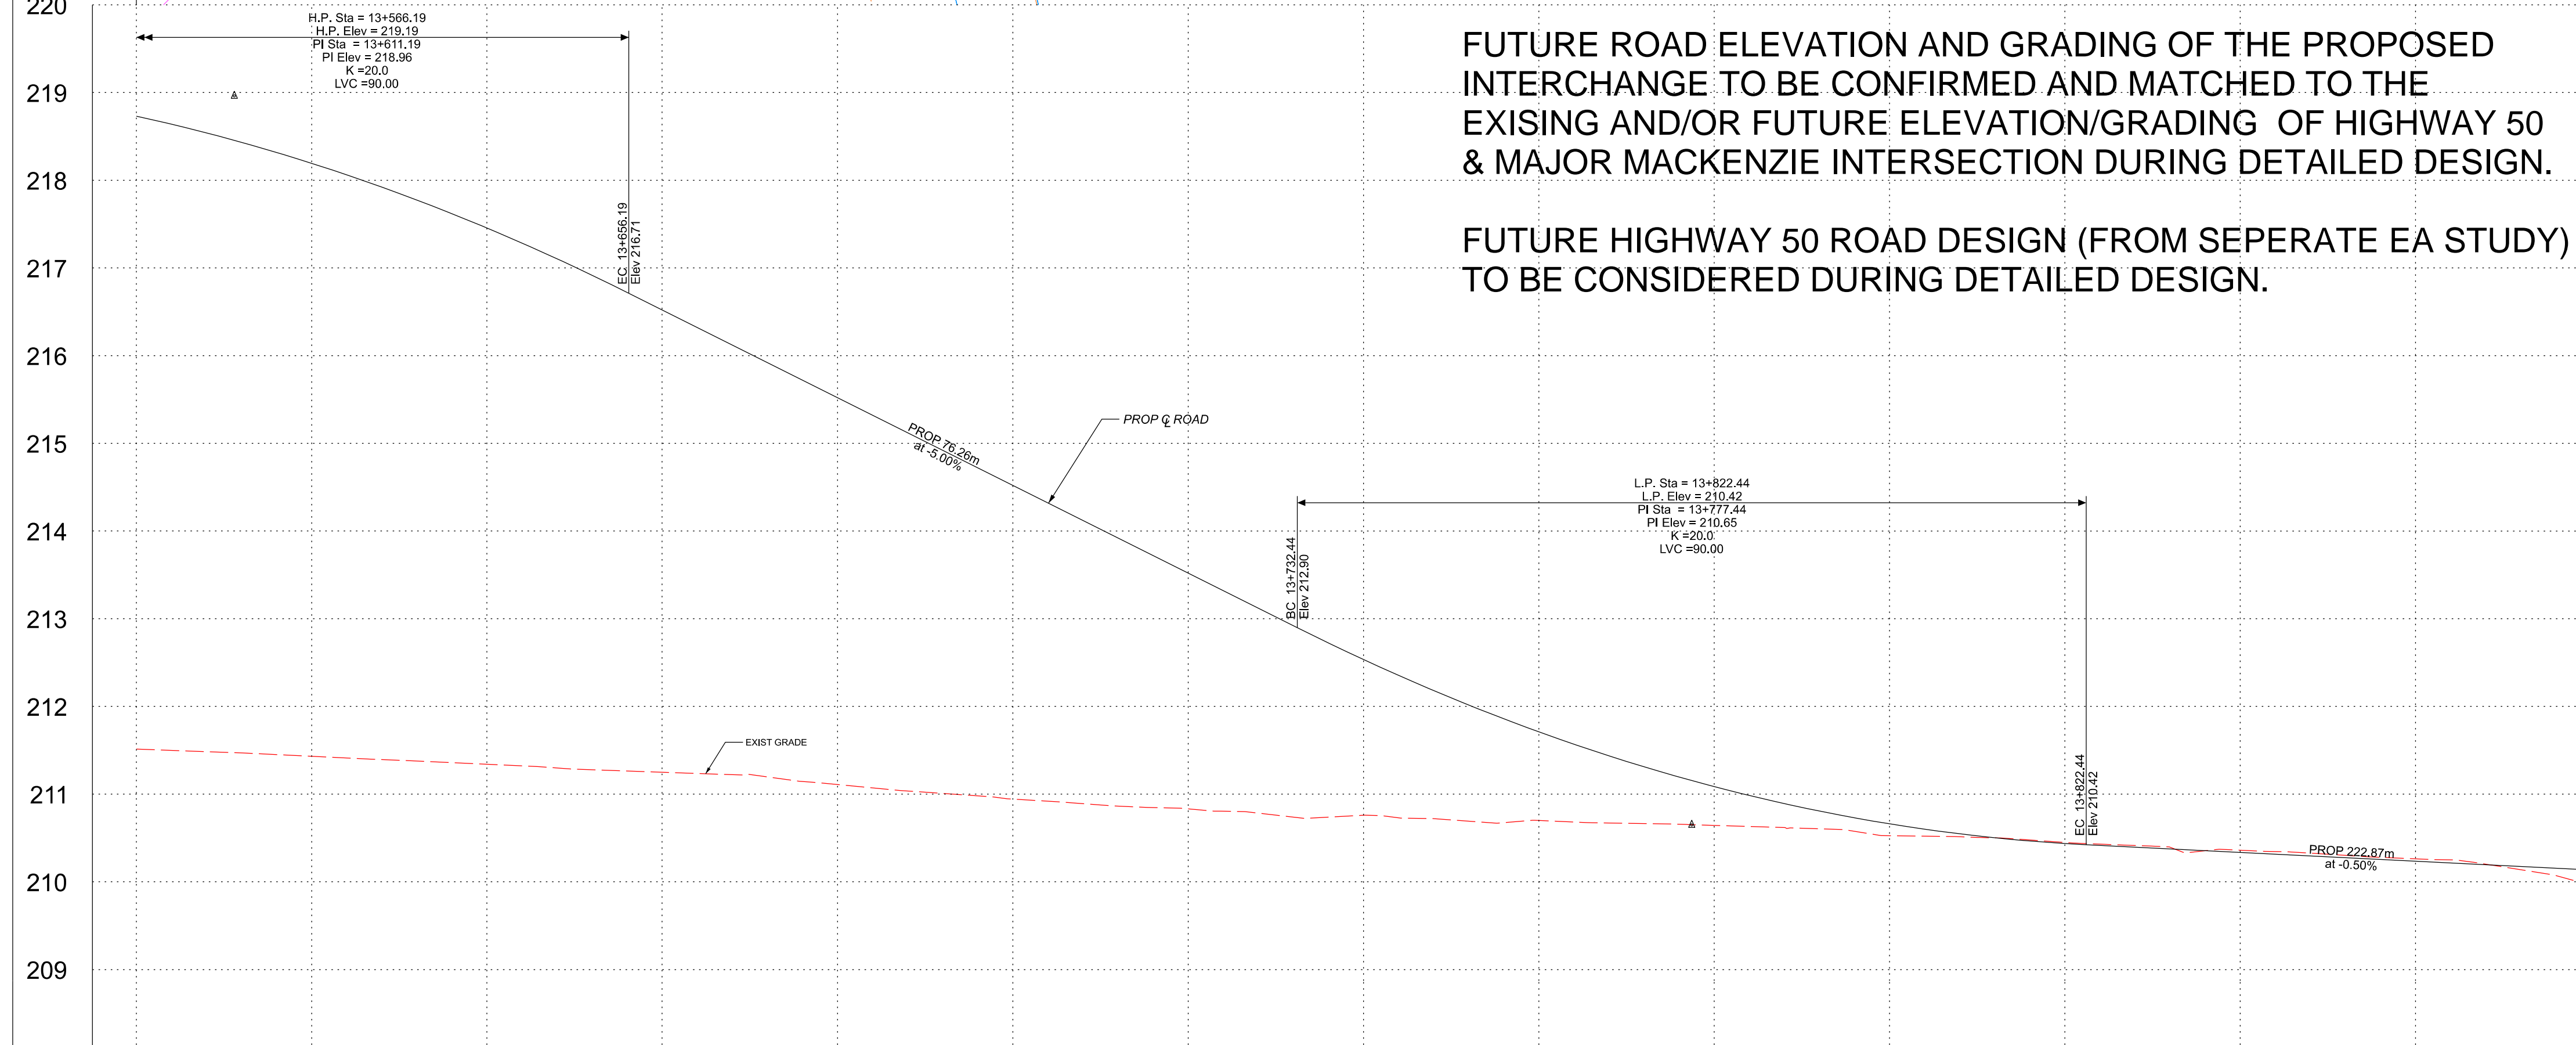 220
219
218
217
216
215
214
213
212
211
210
209
H.P. Sta = 13+566.19
H.P. Elev = 219.19
PI Sta = 13+611.19
PI Elev = 218.96
K =20.0
LVC =90.00
EC 13+656.19
Elev 216.71
FUTURE ROAD ELEVATION AND GRADING OF THE PROPOSED
INTERCHANGE TO BE CONFIRMED AND MATCHED TO THE
EXISING AND/OR FUTURE ELEVATION/GRADING OF HIGHWAY 50
& MAJOR MACKENZIE INTERSECTION DURING DETAILED DESIGN.
FUTURE HIGHWAY 50 ROAD DESIGN (FROM SEPERATE EA STUDY)
TO BE CONSIDERED DURING DETAILED DESIGN.
PROP 76.26m
at -5.00%
PROP ℄ ROAD
L.P. Sta = 13+822.44
L.P. Elev = 210.42
PI Sta = 13+777.44
PI Elev = 210.65
K =20.0
LVC =90.00
BC 13+732.44
Elev 212.90
EXIST GRADE
EC 13+822.44
Elev 210.42
PROP 222.87m
at -0.50%